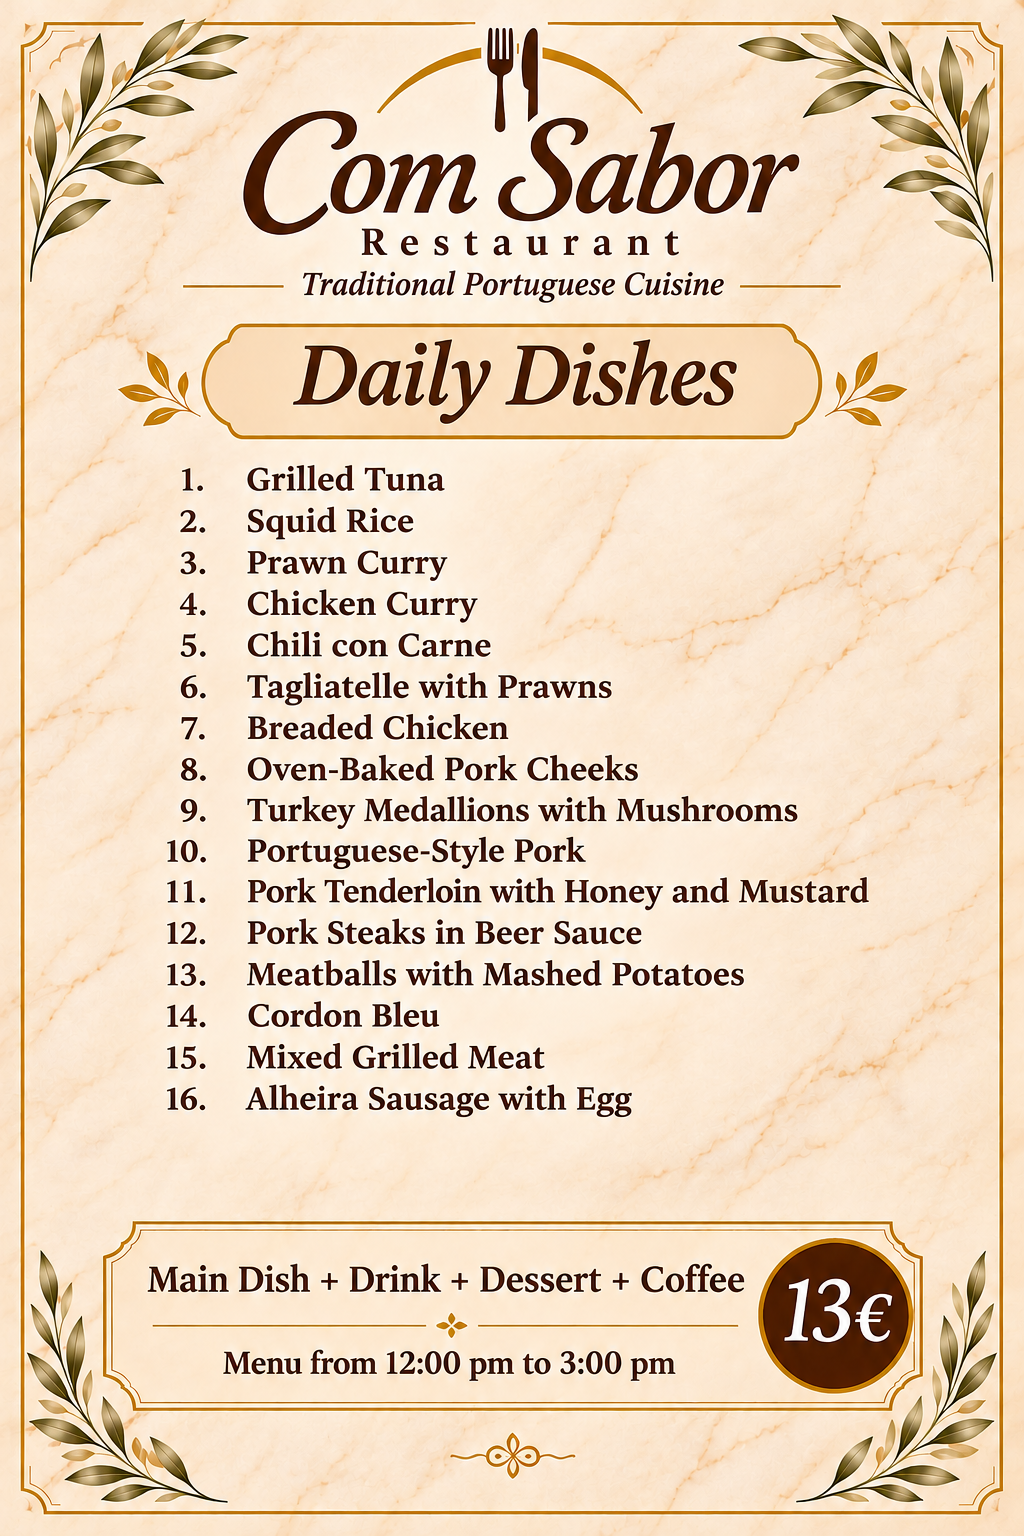 Com Sabor
Restaurant
Traditional Portuguese Cuisine
Daily Dishes
1. Grilled Tuna
2. Squid Rice
3. Prawn Curry
4. Chicken Curry
5. Chili con Carne
6. Tagliatelle with Prawns
7. Breaded Chicken
8. Oven-Baked Pork Cheeks
9. Turkey Medallions with Mushrooms
10. Portuguese-Style Pork
11. Pork Tenderloin with Honey and Mustard
12. Pork Steaks in Beer Sauce
13. Meatballs with Mashed Potatoes
14. Cordon Bleu
15. Mixed Grilled Meat
16. Alheira Sausage with Egg
Main Dish + Drink + Dessert + Coffee
13€
Menu from 12:00 pm to 3:00 pm